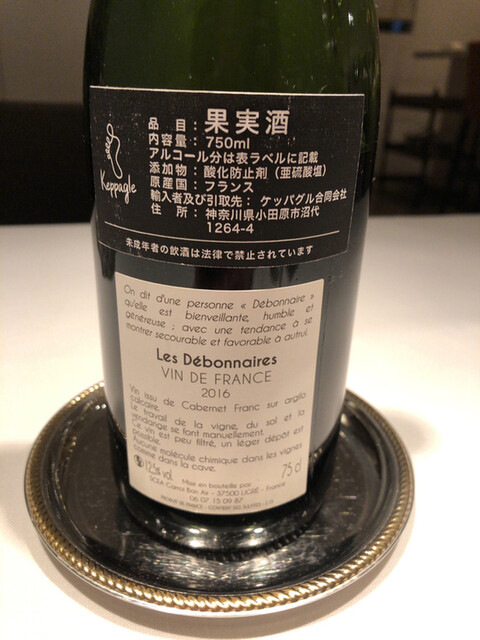 Keppagle
品　目：果実酒
内容量：750ml
アルコール分は表ラベルに記載
添加物：酸化防止剤（亜硫酸塩）
原産国：フランス
輸入者及び引取先：ケッパグル合同会社
住　所：神奈川県小田原市沼代
1264-4
未成年者の飲酒は法律で禁止されています
On dit d'une personne « Débonnaire »
qu'elle est bienveillante, humble et
généreuse ; avec une tendance à se
montrer secourable et favorable à autrui.
Les Débonnaires
VIN DE FRANCE
2016
Vin issu de Cabernet Franc sur argilo
calcaire.
Le travail de la vigne, du sol et la
vendange se font manuellement.
Ce vin est peu filtré, un léger dépôt est
possible.
Aucune molécule chimique dans les vignes
comme dans la cave.
12%vol. Mise en bouteille par 75 cl
SCEA Canon Bon Air - 37500 LIGRÉ - France
06 07 15 09 87